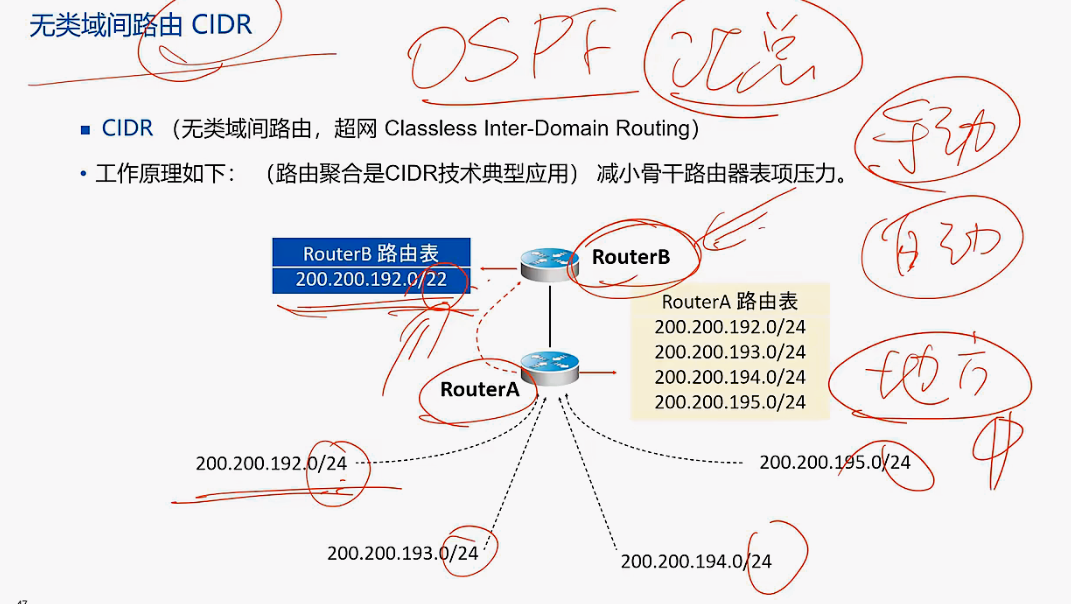 无类域间路由 CIDR
OSPF 汇总
手动
自动
■ CIDR （无类域间路由，超网 Classless Inter-Domain Routing）
• 工作原理如下： （路由聚合是CIDR技术典型应用） 减小骨干路由器表项压力。
RouterB 路由表
200.200.192.0/22
RouterB
RouterA 路由表
200.200.192.0/24
200.200.193.0/24
200.200.194.0/24
200.200.195.0/24
地市
RouterA
200.200.192.0/24
200.200.195.0/24
200.200.193.0/24
200.200.194.0/24